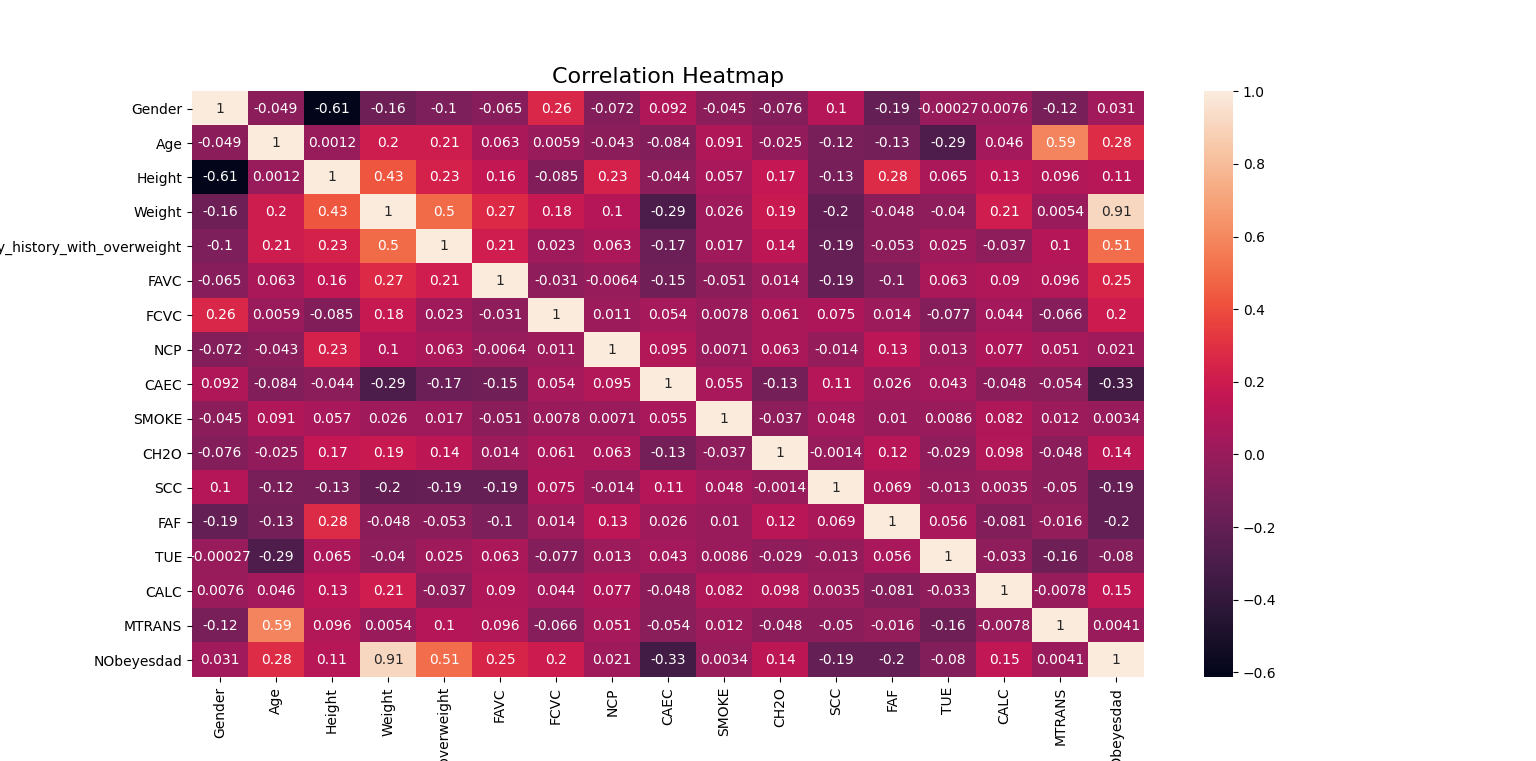 Correlation Heatmap
Gender 1 -0.049 -0.61 -0.16 -0.1 -0.065 0.26 -0.072 0.092 -0.045 -0.076 0.1 -0.19 -0.00027 0.0076 -0.12 0.031
Age -0.049 1 0.0012 0.2 0.21 0.063 0.0059 -0.043 -0.084 0.091 -0.025 -0.12 -0.13 -0.29 0.046 0.59 0.28
Height -0.61 0.0012 1 0.43 0.23 0.16 -0.085 0.23 -0.044 0.057 0.17 -0.13 0.28 0.065 0.13 0.096 0.11
Weight -0.16 0.2 0.43 1 0.5 0.27 0.18 0.1 -0.29 0.026 0.19 -0.2 -0.048 -0.04 0.21 0.0054 0.91
y_history_with_overweight -0.1 0.21 0.23 0.5 1 0.21 0.023 0.063 -0.17 0.017 0.14 -0.19 -0.053 0.025 -0.037 0.1 0.51
FAVC -0.065 0.063 0.16 0.27 0.21 1 -0.031 -0.0064 -0.15 -0.051 0.014 -0.19 -0.1 0.063 0.09 0.096 0.25
FCVC 0.26 0.0059 -0.085 0.18 0.023 -0.031 1 0.011 0.054 0.0078 0.061 0.075 0.014 -0.077 0.044 -0.066 0.2
NCP -0.072 -0.043 0.23 0.1 0.063 -0.0064 0.011 1 0.095 0.0071 0.063 -0.014 0.13 0.013 0.077 0.051 0.021
CAEC 0.092 -0.084 -0.044 -0.29 -0.17 -0.15 0.054 0.095 1 0.055 -0.13 0.11 0.026 0.043 -0.048 -0.054 -0.33
SMOKE -0.045 0.091 0.057 0.026 0.017 -0.051 0.0078 0.0071 0.055 1 -0.037 0.048 0.01 0.0086 0.082 0.012 0.0034
CH2O -0.076 -0.025 0.17 0.19 0.14 0.014 0.061 0.063 -0.13 -0.037 1 -0.0014 0.12 -0.029 0.098 -0.048 0.14
SCC 0.1 -0.12 -0.13 -0.2 -0.19 -0.19 0.075 -0.014 0.11 0.048 -0.0014 1 0.069 -0.013 0.0035 -0.05 -0.19
FAF -0.19 -0.13 0.28 -0.048 -0.053 -0.1 0.014 0.13 0.026 0.01 0.12 0.069 1 0.056 -0.081 -0.016 -0.2
TUE -0.00027 -0.29 0.065 -0.04 0.025 0.063 -0.077 0.013 0.043 0.0086 -0.029 -0.013 0.056 1 -0.033 -0.16 -0.08
CALC 0.0076 0.046 0.13 0.21 -0.037 0.09 0.044 0.077 -0.048 0.082 0.098 0.0035 -0.081 -0.033 1 -0.0078 0.15
MTRANS -0.12 0.59 0.096 0.0054 0.1 0.096 -0.066 0.051 -0.054 0.012 -0.048 -0.05 -0.016 -0.16 -0.0078 1 0.0041
NObeyesdad 0.031 0.28 0.11 0.91 0.51 0.25 0.2 0.021 -0.33 0.0034 0.14 -0.19 -0.2 -0.08 0.15 0.0041 1
Gender
Age
Height
Weight
overweight
FAVC
FCVC
NCP
CAEC
SMOKE
CH2O
SCC
FAF
TUE
CALC
MTRANS
beyesdad
1.0
0.8
0.6
0.4
0.2
0.0
−0.2
−0.4
−0.6